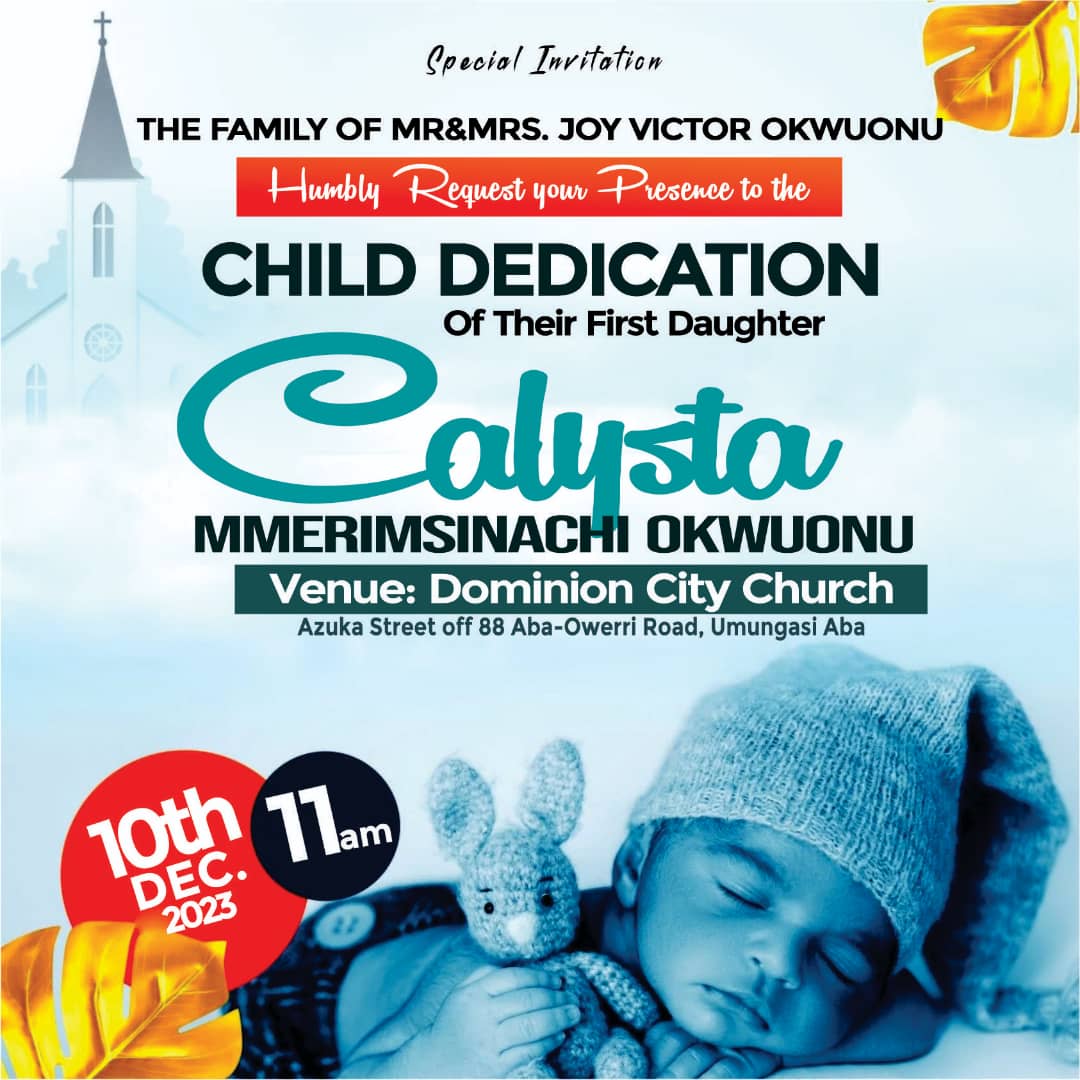 Special Invitation
THE FAMILY OF MR&MRS. JOY VICTOR OKWUONU
Humbly Request your Presence to the
CHILD DEDICATION
Of Their First Daughter
Calysta
MMERIMSINACHI OKWUONU
Venue: Dominion City Church
Azuka Street off 88 Aba-Owerri Road, Umungasi Aba
10th
DEC.
2023
11am